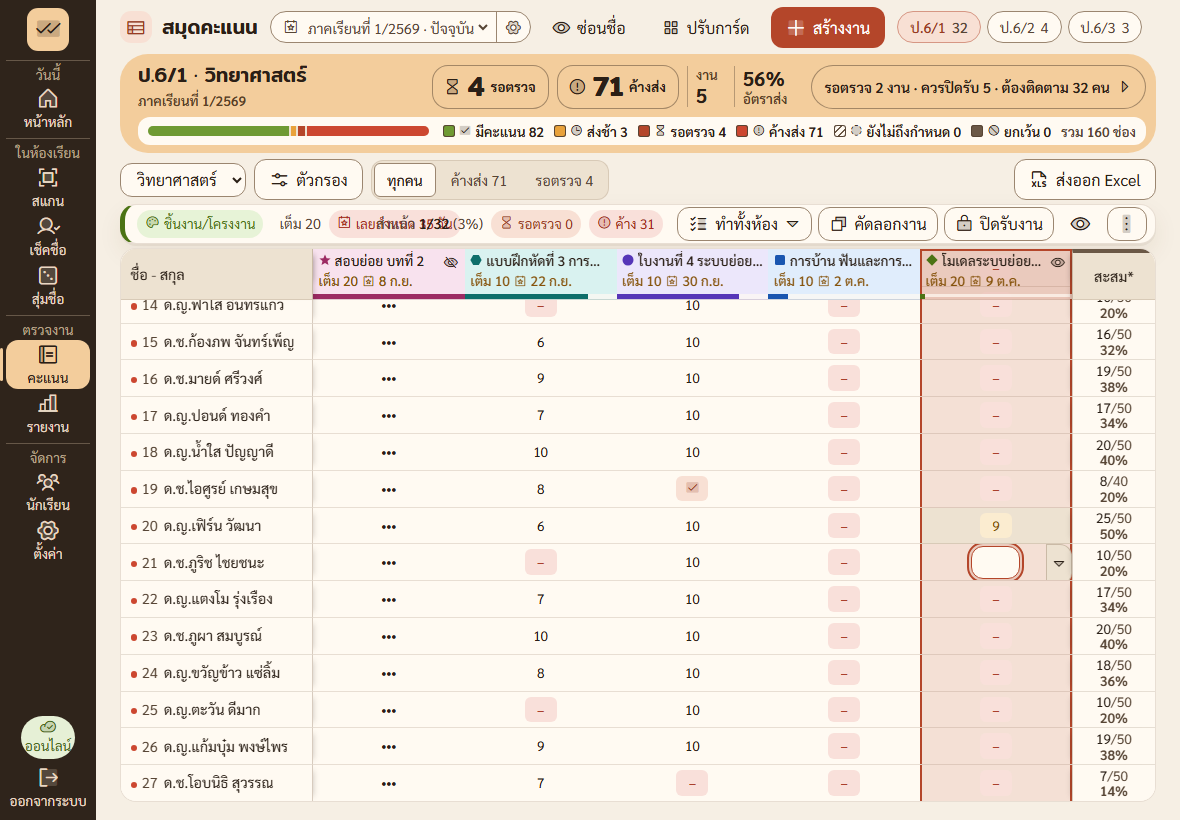 วันนี้
หน้าหลัก
ในห้องเรียน
สแกน
เช็คชื่อ
สุ่มชื่อ
ตรวจงาน
คะแนน
รายงาน
จัดการ
นักเรียน
ตั้งค่า
ออนไลน์
ออกจากระบบ
สมุดคะแนน
ภาคเรียนที่ 1/2569 · ปัจจุบัน
ซ่อนชื่อ
ปรับการ์ด
สร้างงาน
ป.6/1 32
ป.6/2 4
ป.6/3 3
ป.6/1 · วิทยาศาสตร์
ภาคเรียนที่ 1/2569
4 รอตรวจ
71 ค้างส่ง
งาน
5
56%
อัตราส่ง
รอตรวจ 2 งาน · ควรปิดรับ 5 · ต้องติดตาม 32 คน
มีคะแนน 82
ส่งช้า 3
รอตรวจ 4
ค้างส่ง 71
ยังไม่ถึงกำหนด 0
ยกเว้น 0
รวม 160 ช่อง
วิทยาศาสตร์
ตัวกรอง
ทุกคน
ค้างส่ง 71
รอตรวจ 4
XLS ส่งออก Excel
ชิ้นงาน/โครงงาน
เต็ม 20
1/32 (3%)
รอตรวจ 0
ค้าง 31
ทำทั้งห้อง
คัดลอกงาน
ปิดรับงาน
ชื่อ - สกุล
สอบย่อย บทที่ 2
เต็ม 20 8 ก.ย.
แบบฝึกหัดที่ 3 การ...
เต็ม 10 22 ก.ย.
ใบงานที่ 4 ระบบย่อย...
เต็ม 10 30 ก.ย.
การบ้าน ฟันและการ...
เต็ม 10 2 ต.ค.
โมเดลระบบย่อย...
เต็ม 20 9 ต.ค.
สะสม*
14 ด.ญ.ฟ้าใส อินทร์แก้ว ••• – 10 – – 20%
15 ด.ช.ก้องภพ จันทร์เพ็ญ ••• 6 10 – – 16/50 32%
16 ด.ช.มายด์ ศรีวงศ์ ••• 9 10 – – 19/50 38%
17 ด.ญ.ปอนด์ ทองคำ ••• 7 10 – – 17/50 34%
18 ด.ญ.น้ำใส ปัญญาดี ••• 10 10 – – 20/50 40%
19 ด.ช.ไอศูรย์ เกษมสุข ••• 8 – – 8/40 20%
20 ด.ญ.เฟิร์น วัฒนา ••• 6 10 – 9 25/50 50%
21 ด.ช.ภูริช ไชยชนะ ••• – 10 – 10/50 20%
22 ด.ญ.แตงโม รุ่งเรือง ••• 7 10 – – 17/50 34%
23 ด.ช.ภูผา สมบูรณ์ ••• 10 10 – – 20/50 40%
24 ด.ญ.ขวัญข้าว แซ่ลิ้ม ••• 8 10 – – 18/50 36%
25 ด.ญ.ตะวัน ดีมาก ••• – 10 – – 10/50 20%
26 ด.ญ.แก้มบุ๋ม พงษ์ไพร ••• 9 10 – – 19/50 38%
27 ด.ช.โอบนิธิ สุวรรณ ••• 7 – – – 7/50 14%